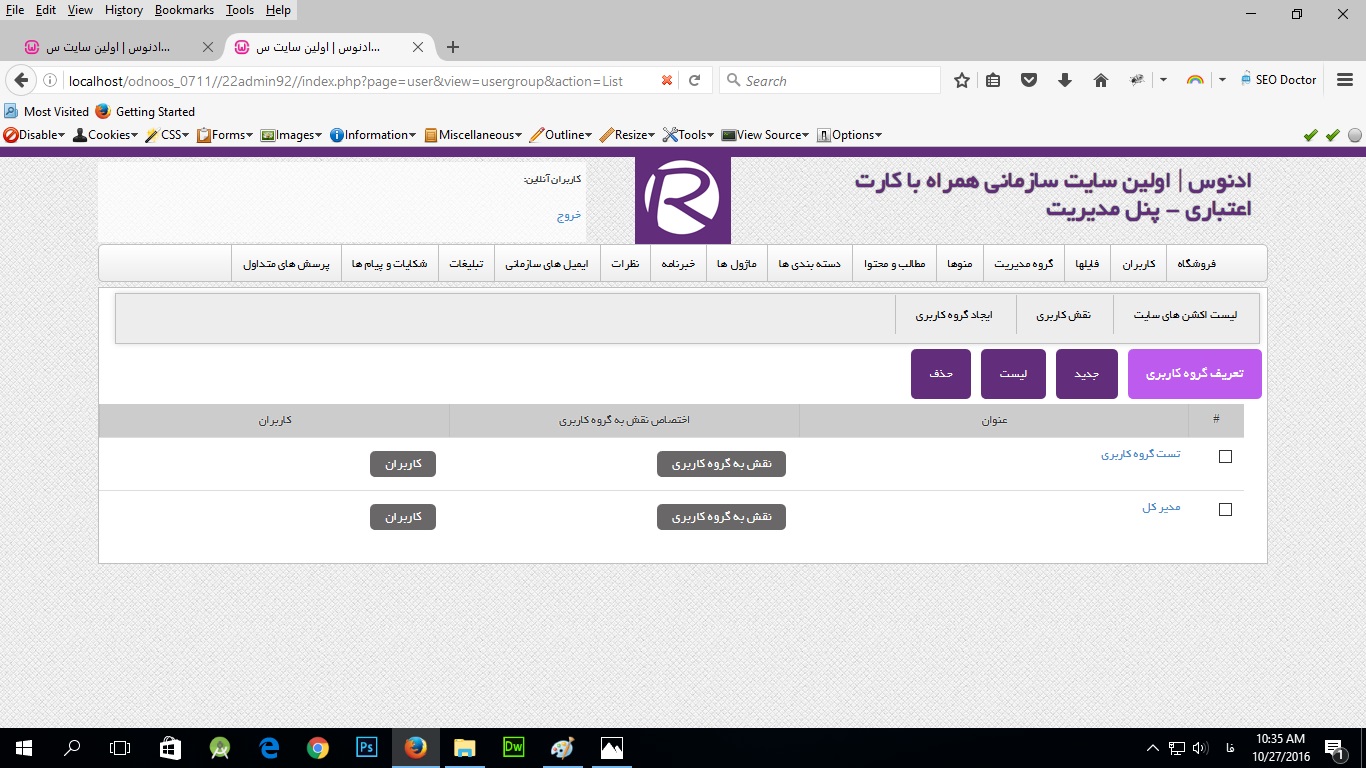 File Edit View History Bookmarks Tools Help
ادنوس | اولین سایت س...
ادنوس | اولین سایت س...
localhost/odnoos_0711//22admin92//index.php?page=user&view=usergroup&action=List
Search
SEO Doctor
Most Visited Getting Started
Disable Cookies CSS Forms Images Information Miscellaneous Outline Resize Tools View Source Options
ادنوس | اولین سایت سازمانی همراه با کارت
اعتباری - پنل مدیریت
R
کاربران آنلاین:
خروج
فروشگاه کاربران فایلها گروه مدیریت منوها مطالب و محتوا دسته بندی ها ماژول ها خبرنامه نظرات ایمیل های سازمانی تبلیغات شکایات و پیام ها پرسش های متداول
لیست اکشن های سایت نقش کاربری ایجاد گروه کاربری
تعریف گروه کاربری جدید لیست حذف
# عنوان اختصاص نقش به گروه کاربری کاربران
تست گروه کاربری نقش به گروه کاربری کاربران
مدیر کل نقش به گروه کاربری کاربران
Ps Dw فا
10:35 AM
10/27/2016
1